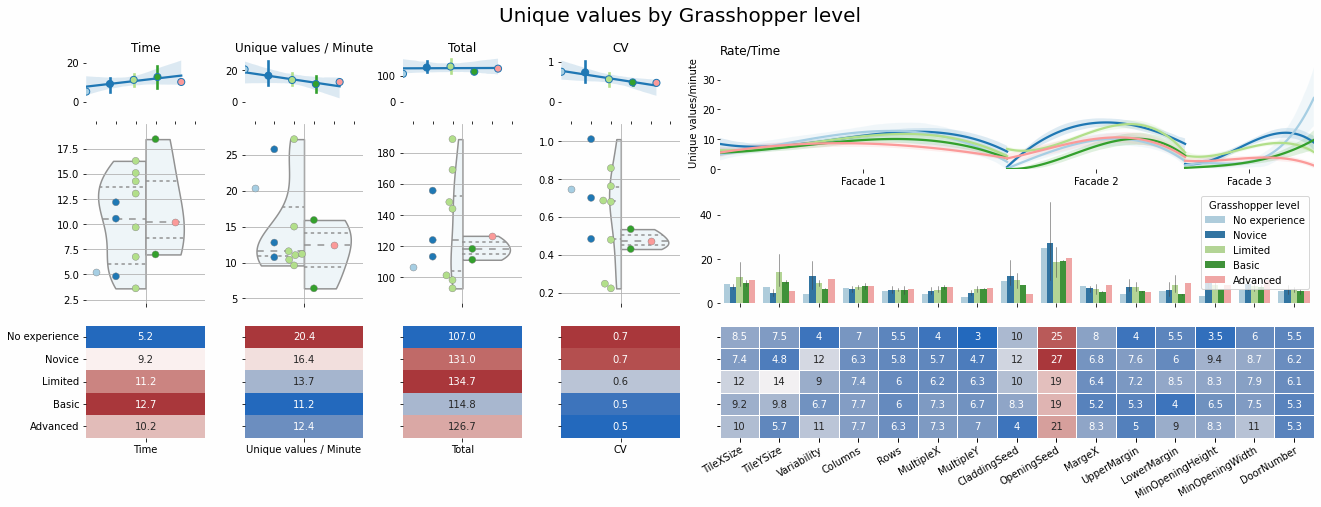 Unique values by Grasshopper level
Time
Unique values / Minute
Total
CV
Rate/Time
20
0
20
0
100
0
1
0
Unique values/minute
30
20
10
0
Facade 1
Facade 2
Facade 3
17.5
15.0
12.5
10.0
7.5
5.0
2.5
25
20
15
10
5
180
160
140
120
100
1.0
0.8
0.6
0.4
0.2
40
20
0
Grasshopper level
No experience
Novice
Limited
Basic
Advanced
No experience 5.2 20.4 107.0 0.7 8.5 7.5 4 7 5.5 4 3 10 25 8 4 5.5 3.5 6 5.5
Novice 9.2 16.4 131.0 0.7 7.4 4.8 12 6.3 5.8 5.7 4.7 12 27 6.8 7.6 6 9.4 8.7 6.2
Limited 11.2 13.7 134.7 0.6 12 14 9 7.4 6 6.2 6.3 10 19 6.4 7.2 8.5 8.3 7.9 6.1
Basic 12.7 11.2 114.8 0.5 9.2 9.8 6.7 7.7 6 7.3 6.7 8.3 19 5.2 5.3 4 6.5 7.5 5.3
Advanced 10.2 12.4 126.7 0.5 10 5.7 11 7.7 6.3 7.3 7 4 21 8.3 5 9 8.3 11 5.3
Time
Unique values / Minute
Total
CV
TileXSize
TileYSize
Variability
Columns
Rows
MultipleX
MultipleY
CladdingSeed
OpeningSeed
MargeX
UpperMargin
LowerMargin
MinOpeningHeight
MinOpeningWidth
DoorNumber